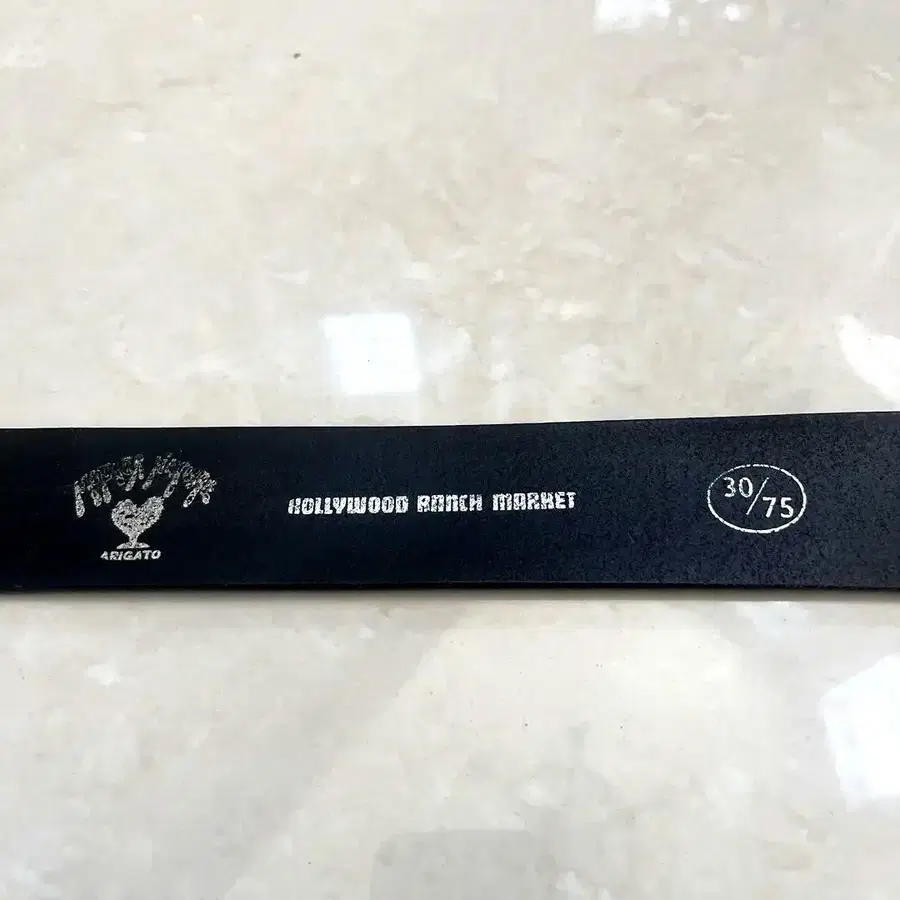 ARIGATO
HOLLYWOOD RANCH MARKET
30/75